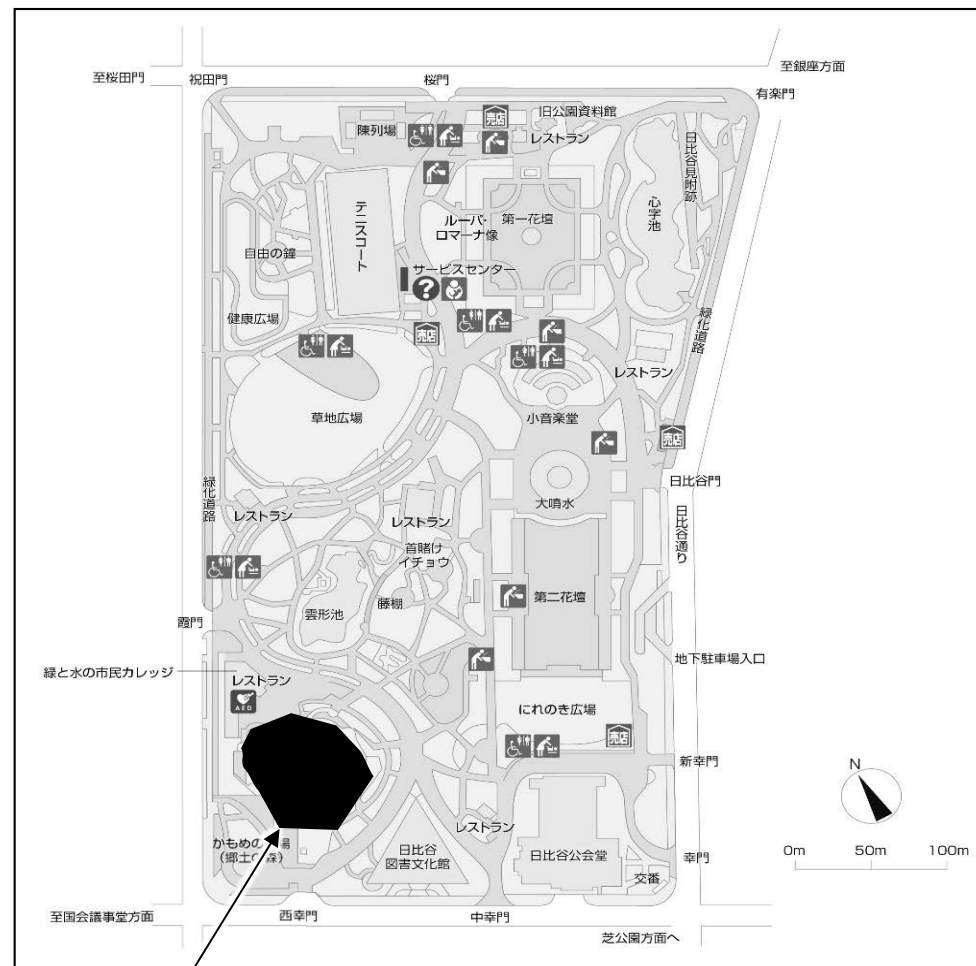 至桜田門
祝田門
桜門
至銀座方面
有楽門
売店
旧公園資料館
陳列場
レストラン
日比谷見附跡
心字池
テニスコート
ルーパ・
ロマーナ像
第一花壇
自由の鐘
サービスセンター
?
健康広場
緑化道路
売店
レストラン
草地広場
小音楽堂
売店
日比谷門
緑化道路
レストラン
レストラン
大噴水
日比谷通り
首賭け
イチョウ
藤棚
雲形池
第二花壇
霞門
地下駐車場入口
緑と水の市民カレッジ
レストラン
AED
にれのき広場
売店
新幸門
N
レストラン
かもめの
場
(郷土の森)
日比谷
図書文化館
日比谷公会堂
0m
50m
100m
幸門
交番
至国会議事堂方面
西幸門
中幸門
芝公園方面へ